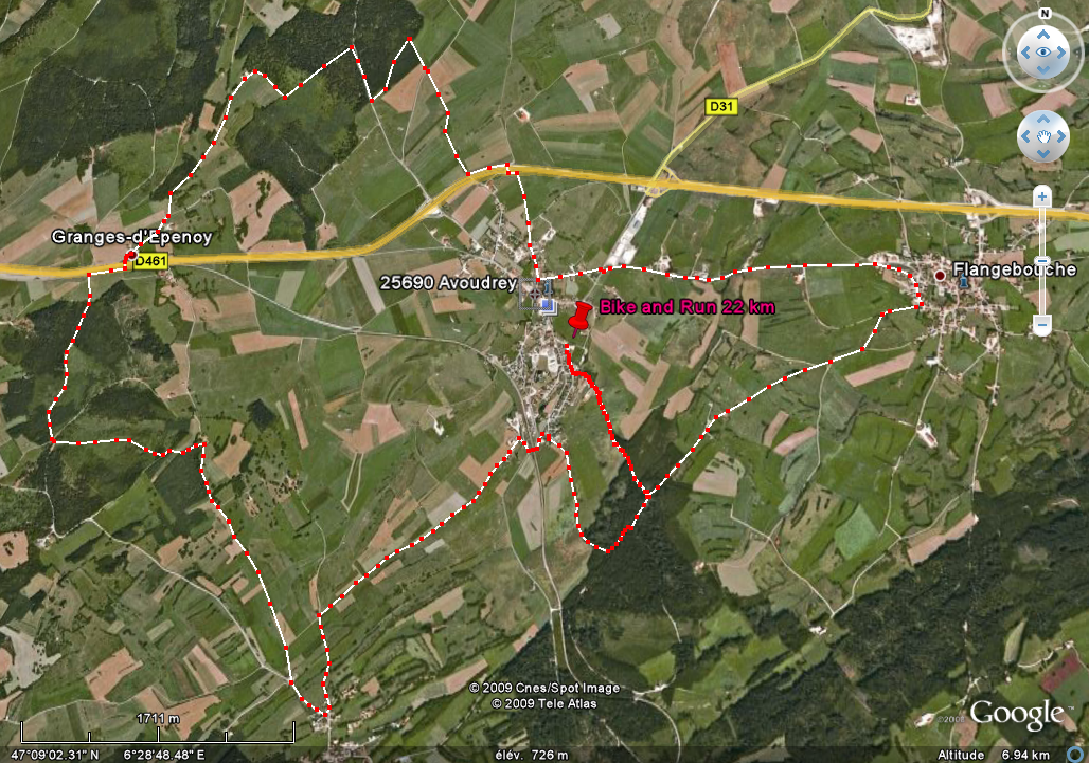 N
D31
Granges-d'Epenoy
D461
25690 Avoudrey
Flangebouche
Bike and Run 22 km
© 2009 Cnes/Spot Image
© 2009 Tele Atlas
1711 m
Google™
47°09'02.31" N 6°28'48.48" E élév. 726 m Altitude 6.94 km